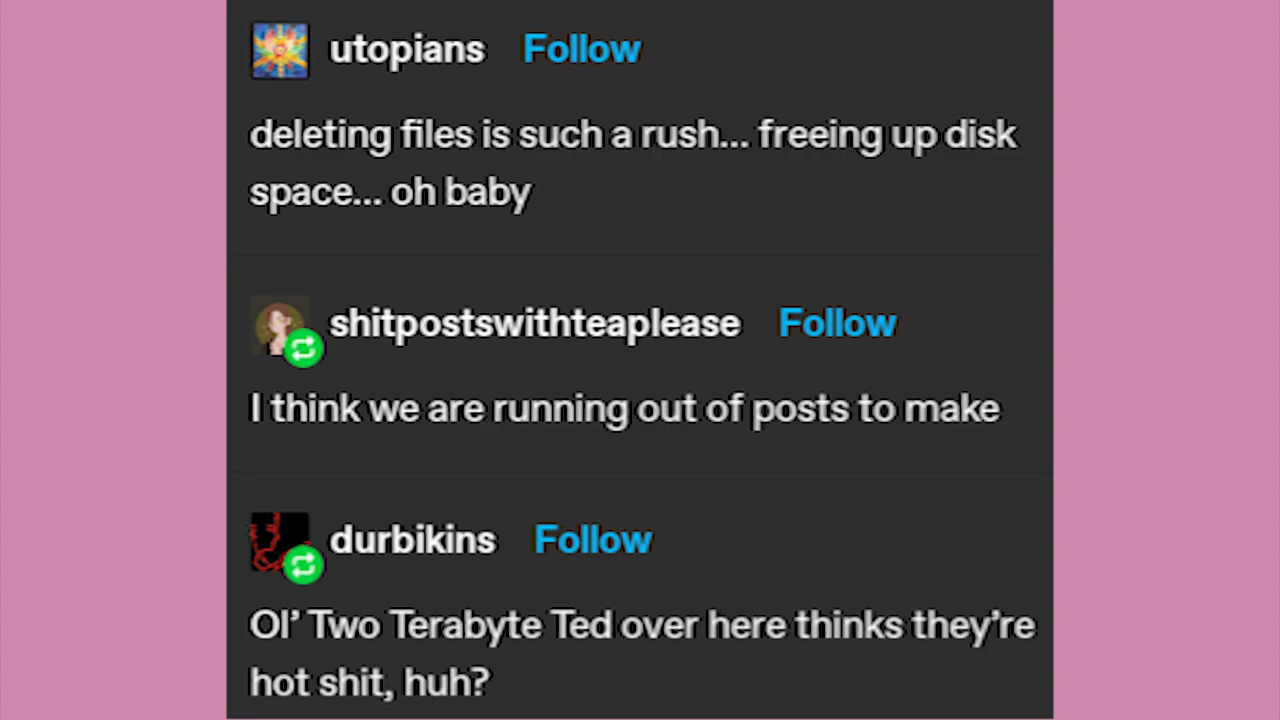 utopians Follow
deleting files is such a rush... freeing up disk
space... oh baby
shitpostswithteaplease Follow
I think we are running out of posts to make
durbikins Follow
Ol’ Two Terabyte Ted over here thinks they’re
hot shit, huh?